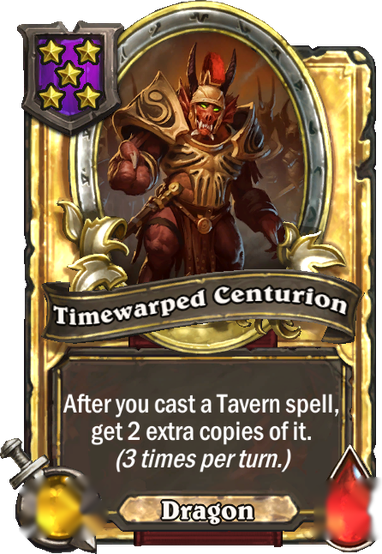 Timewarped Centurion
After you cast a Tavern spell,
get 2 extra copies of it.
(3 times per turn.)
Dragon